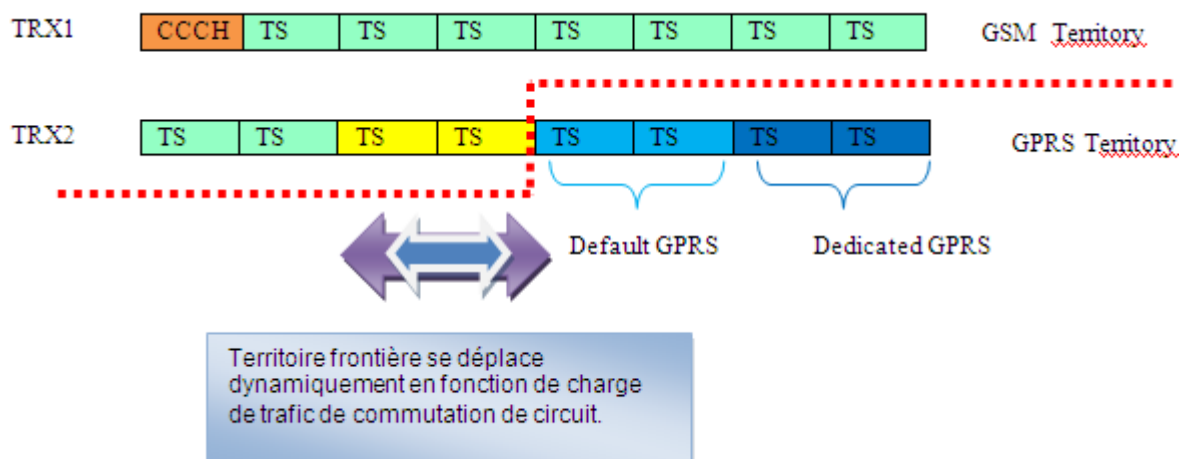 TRX1 CCCH TS TS TS TS TS TS TS GSM Territory
TRX2 TS TS TS TS TS TS TS TS GPRS Territory
Default GPRS Dedicated GPRS
Territoire frontière se déplace
dynamiquement en fonction de charge
de trafic de commutation de circuit.